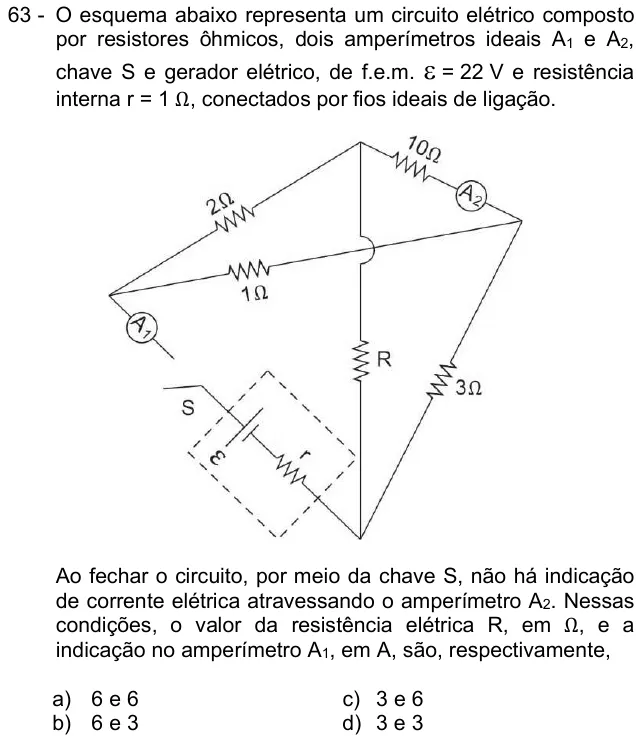 63 - O esquema abaixo representa um circuito elétrico composto
por resistores ôhmicos, dois amperímetros ideais A1 e A2,
chave S e gerador elétrico, de f.e.m. ε = 22 V e resistência
interna r = 1 Ω, conectados por fios ideais de ligação.
10Ω
A2
2Ω
1Ω
A1
R
3Ω
S
ε
r
Ao fechar o circuito, por meio da chave S, não há indicação
de corrente elétrica atravessando o amperímetro A2. Nessas
condições, o valor da resistência elétrica R, em Ω, e a
indicação no amperímetro A1, em A, são, respectivamente,
a) 6 e 6
c) 3 e 6
b) 6 e 3
d) 3 e 3